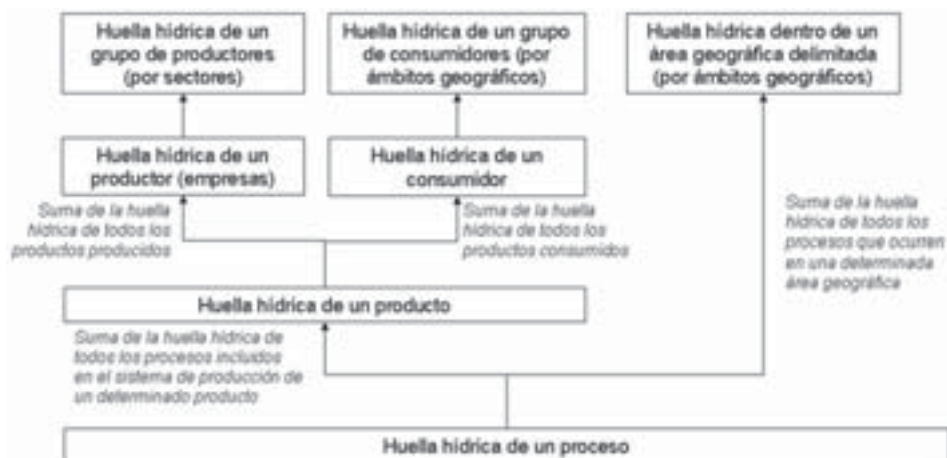 Huella hídrica de un
grupo de productores
(por sectores)
Huella hídrica de un grupo
de consumidores (por
ámbitos geográficos)
Huella hídrica dentro de un
área geográfica delimitada
(por ámbitos geográficos)
Huella hídrica de un
productor (empresas)
Huella hídrica de un
consumidor
Suma de la huella
hídrica de todos los
productos producidos
Suma de la huella
hídrica de todos los
productos consumidos
Suma de la huella
hídrica de todos los
procesos que ocurren
en una determinada
área geográfica
Huella hídrica de un producto
Suma de la huella hídrica de
todos los procesos incluidos
en el sistema de producción de
un determinado producto
Huella hídrica de un proceso